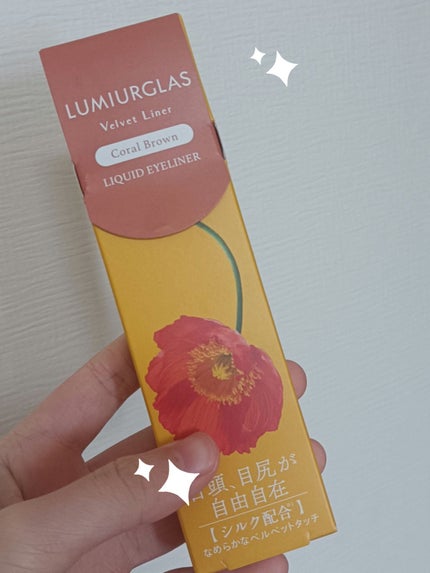 LUMIURGLAS
Velvet Liner
Coral Brown
LIQUID EYELINER
頭、目尻が
自由自在
【シルク配合】
なめらかなベルベットタッチ